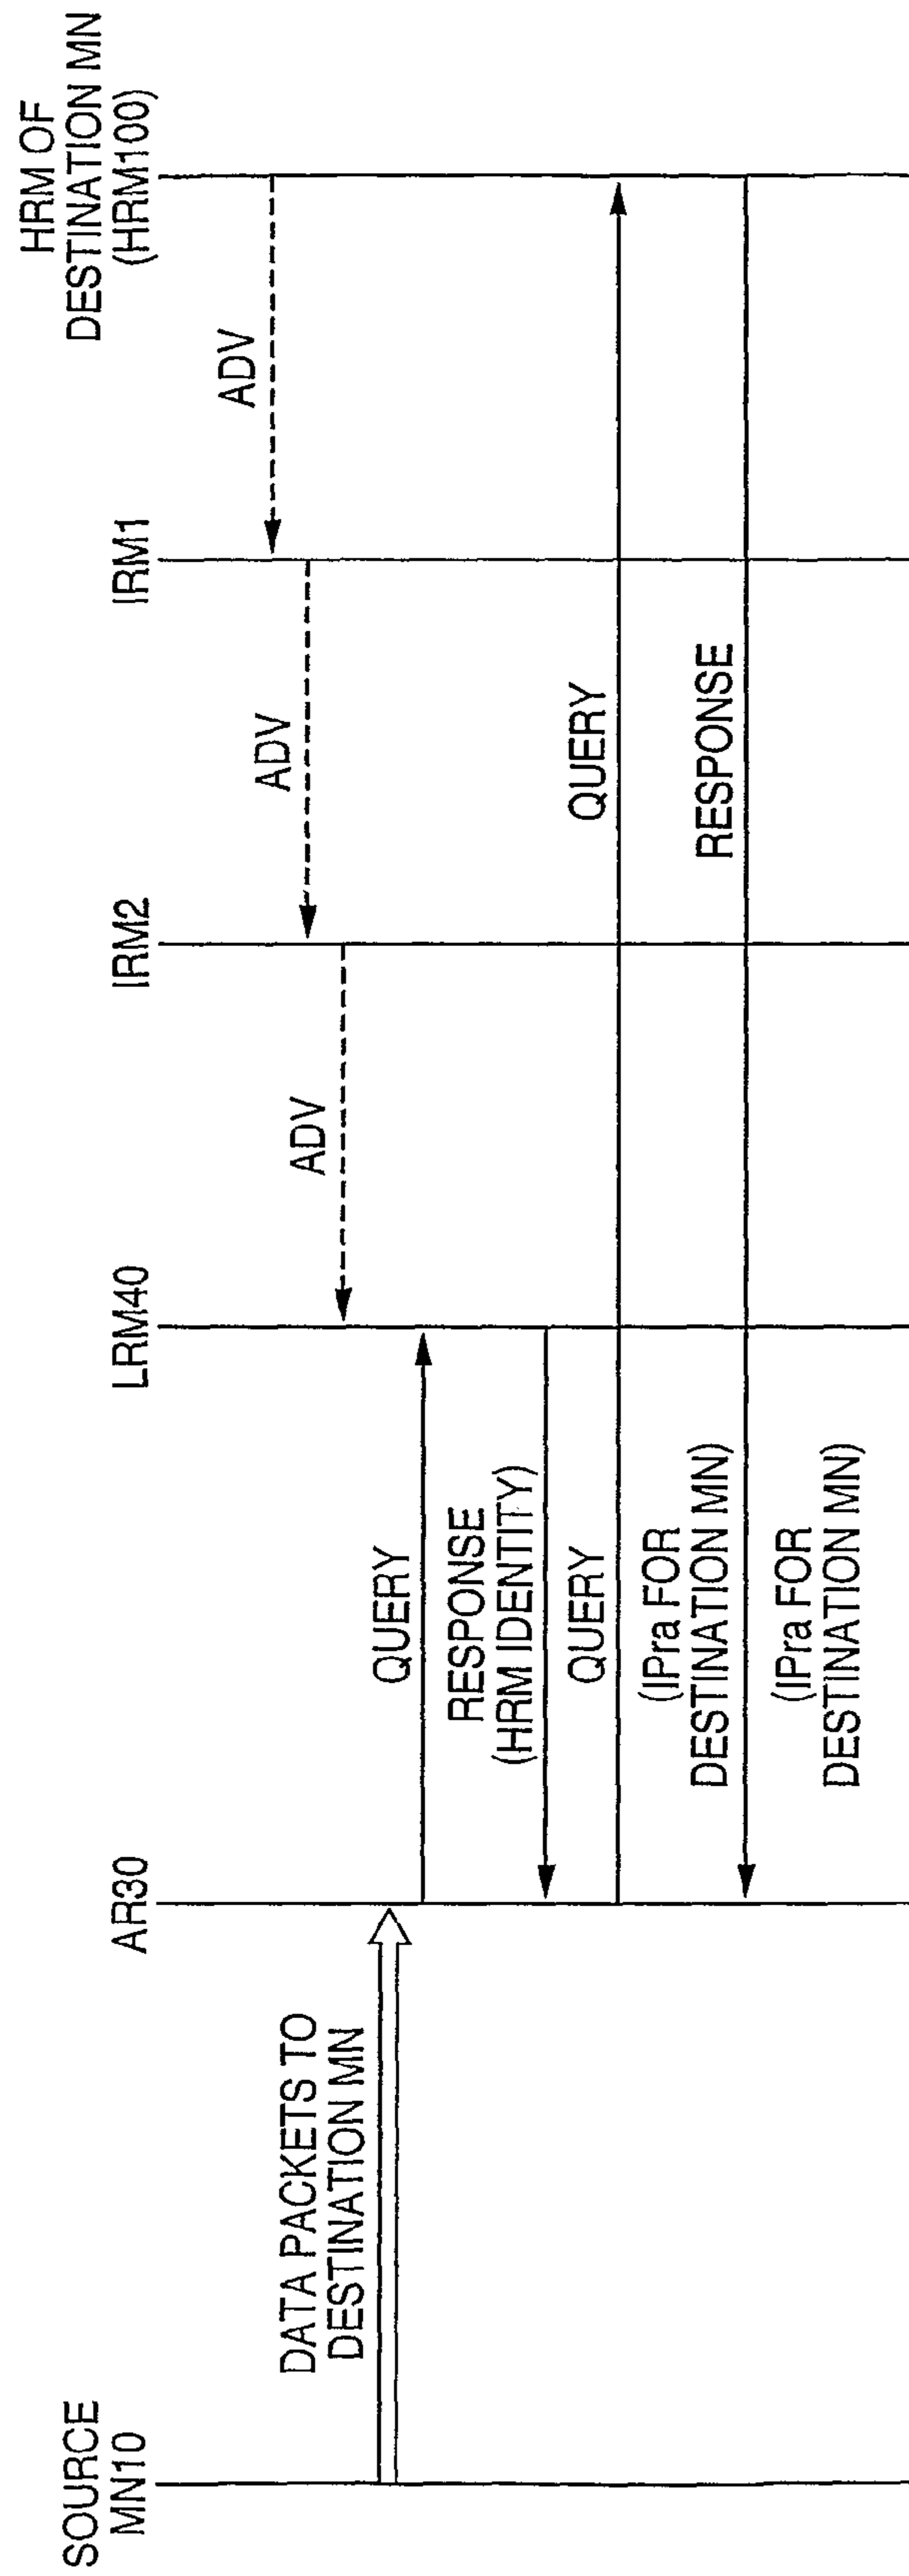 SOURCE
MN10
AR30
LRM40
IRM2
IRM1
HRM OF
DESTINATION MN
(HRM100)
ADV
ADV
ADV
DATA PACKETS TO
DESTINATION MN
QUERY
RESPONSE
(HRM IDENTITY)
QUERY
QUERY
(IPra FOR
DESTINATION MN)
RESPONSE
(IPra FOR
DESTINATION MN)